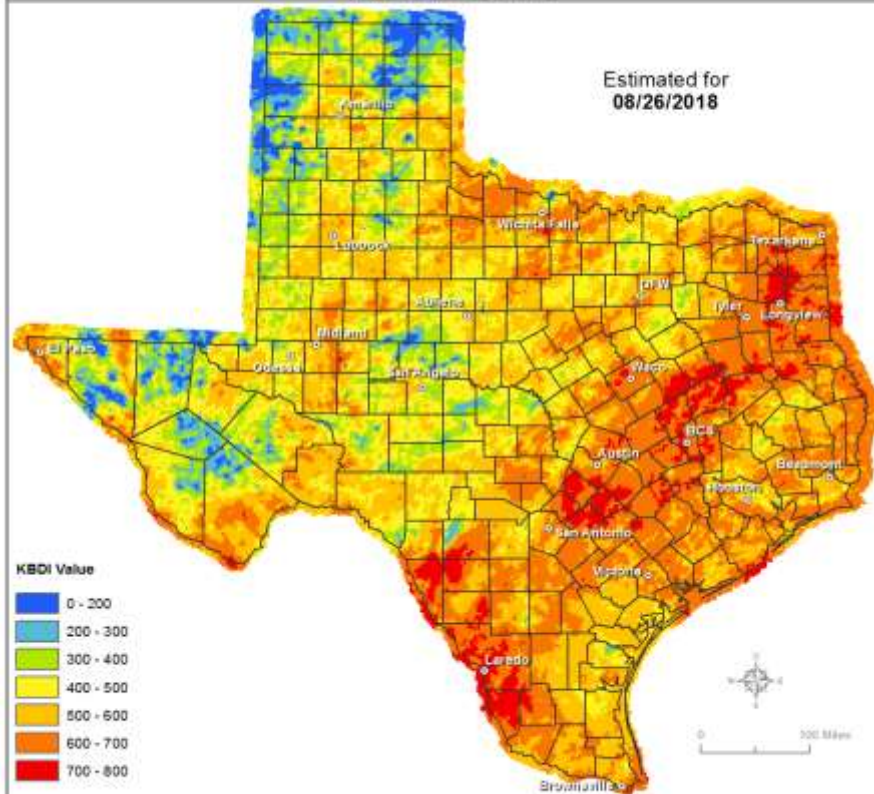 Estimated for
08/26/2018
Amarillo
Wichita Falls
Texarkana
Lubbock
DFW
Abilene
Tyler
Longview
El Paso
Midland
Odessa
San Angelo
Waco
BCS
Austin
Beaumont
Houston
San Antonio
Victoria
KBDI Value
0 - 200
200 - 300
300 - 400
400 - 500
500 - 600
600 - 700
700 - 800
Laredo
N
W
E
S
0
100 Miles
Brownsville